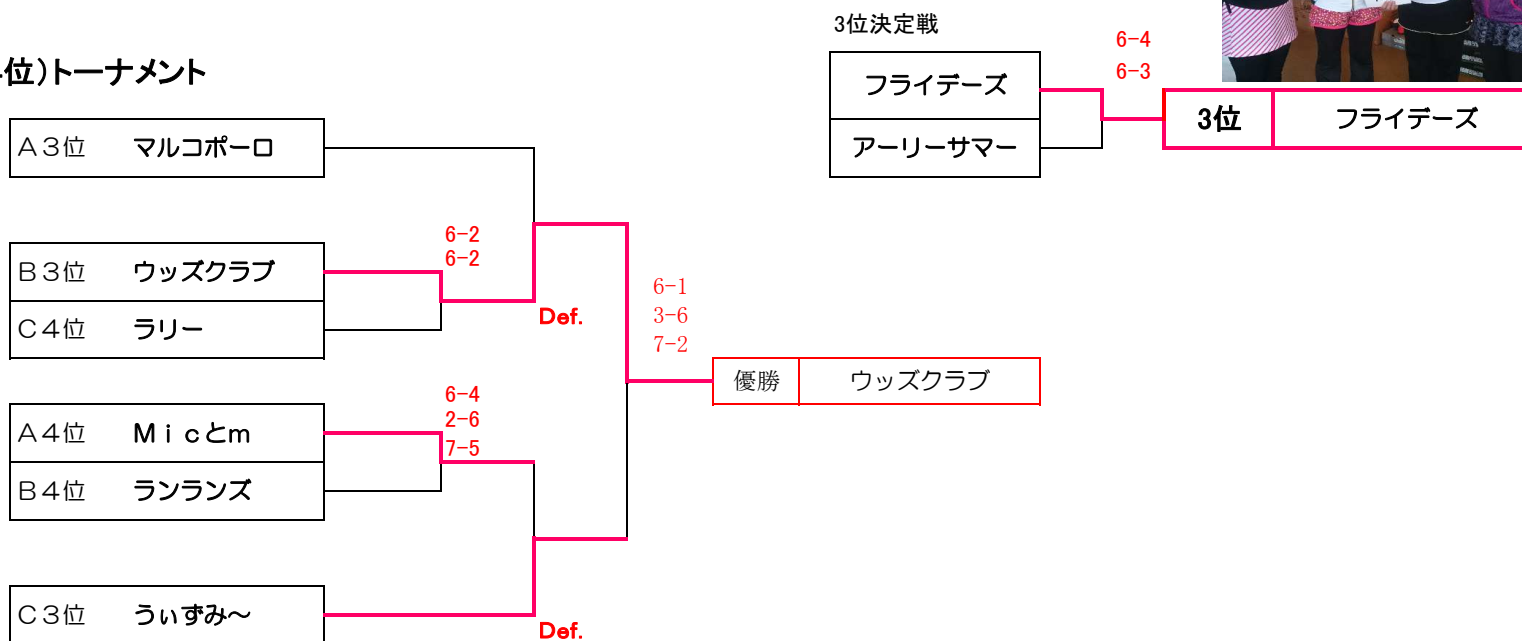 3位決定戦
6-4
6-3
フライデーズ
アーリーサマー
3位 フライデーズ
位)トーナメント
A3位 マルコポーロ
B3位 ウッズクラブ
C4位 ラリー
6-2
6-2
Def.
A4位 Micとm
B4位 ランランズ
6-4
2-6
7-5
C3位 うぃずみ～
Def.
6-1
3-6
7-2
優勝 ウッズクラブ